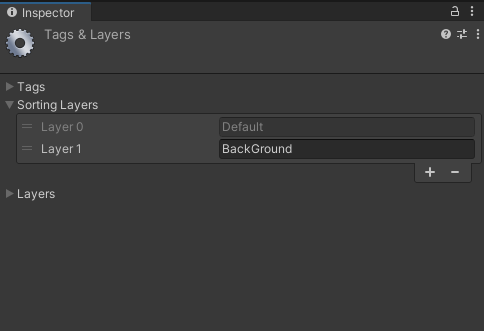 Inspector
Tags & Layers
Tags
Sorting Layers
Layer 0 Default
Layer 1 BackGround
Layers